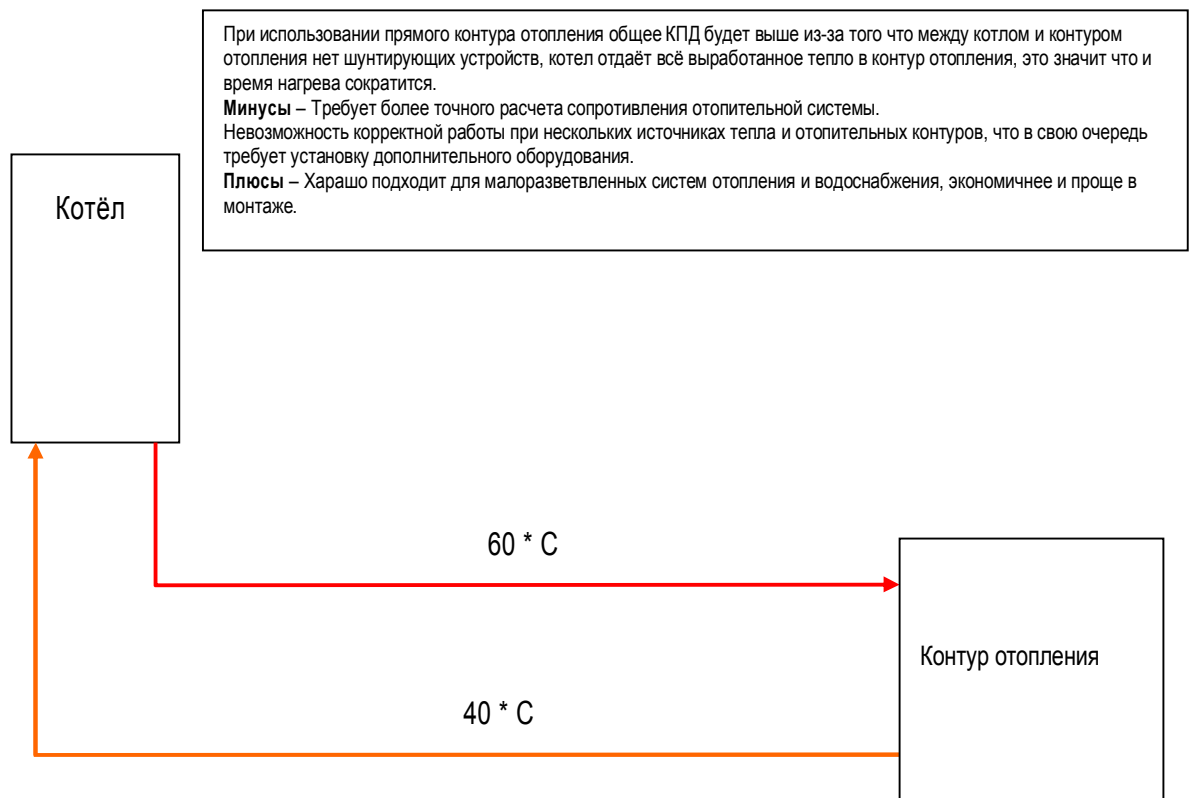 При использовании прямого контура отопления общее КПД будет выше из-за того что между котлом и контуром
отопления нет шунтирующих устройств, котел отдаёт всё выработанное тепло в контур отопления, это значит что и
время нагрева сократится.
Минусы – Требует более точного расчета сопротивления отопительной системы.
Невозможность корректной работы при нескольких источниках тепла и отопительных контуров, что в свою очередь
требует установку дополнительного оборудования.
Плюсы – Харашо подходит для малоразветвленных систем отопления и водоснабжения, экономичнее и проще в
монтаже.
Котёл
60 * С
Контур отопления
40 * С